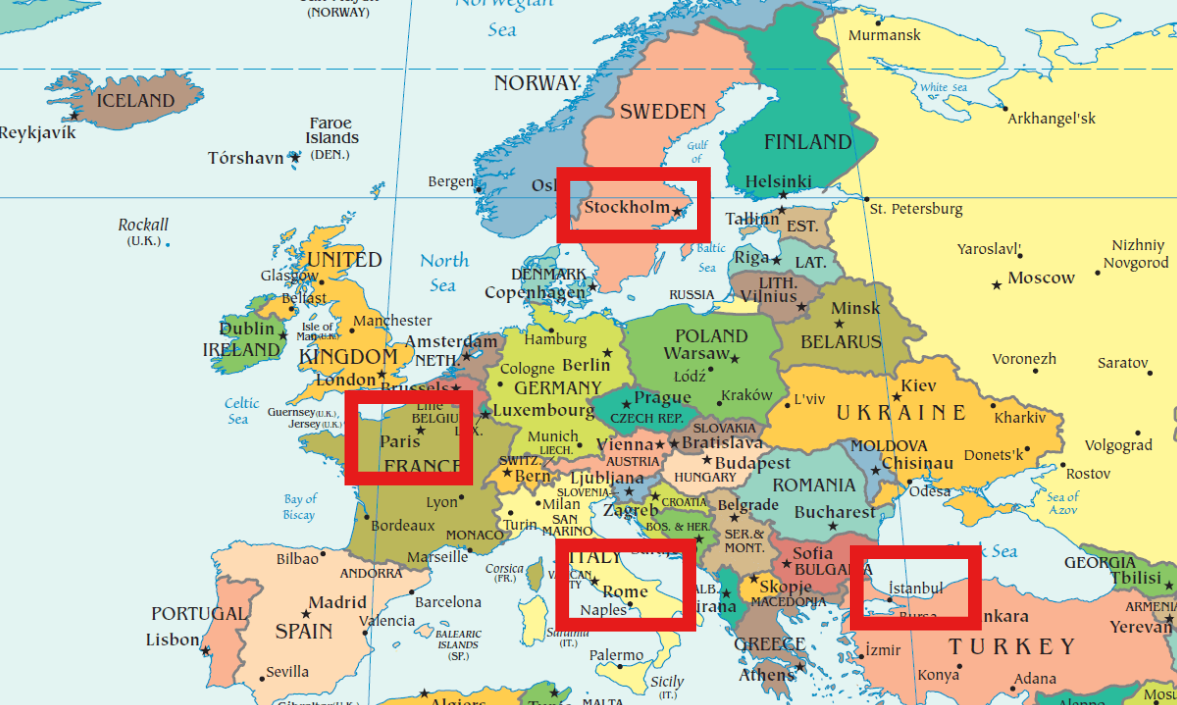 (NORWAY)
Norwegian
Sea
Murmansk
NORWAY
White Sea
ICELAND
SWEDEN
Reykjavík
Faroe
Islands
(DEN.)
Arkhangel'sk
FINLAND
Gulf
of
Tórshavn
Bergen
Helsinki
Stockholm
St. Petersburg
Tallinn
EST.
Rockall
(U.K.)
Baltic
Sea
Riga
LAT.
Yaroslavl'
Nizhniy
Novgorod
Moscow
UNITED
Glasgow
North
Sea
DENMARK
Copenhagen
RUSSIA
LITH.
Vilnius
Belfast
Minsk
Isle of
Man (U.K.)
Manchester
Dublin
IRELAND
KINGDOM
Amsterdam
NETH.
Hamburg
POLAND
Warsaw
BELARUS
London
Brussels
Cologne
Berlin
GERMANY
Łódź
Voronezh
Saratov
Kiev
Celtic
Sea
Guernsey (U.K.)
Jersey (U.K.)
Lille
BELGIU
LUX.
Luxembourg
Prague
CZECH REP.
Kraków
L'viv
UKRAINE
Kharkiv
Volgograd
Paris
FRANCE
Munich
LIECH.
Vienna
AUSTRIA
SLOVAKIA
Bratislava
MOLDOVA
Chisinau
Donets'k
Rostov
SWITZ.
Bern
Ljubljana
SLOVENIA
Budapest
HUNGARY
ROMANIA
Odesa
Sea of
Azov
Bay of
Biscay
Lyon
Milan
Turin
Zagreb
CROATIA
Belgrade
Bucharest
Bordeaux
MONACO
SAN
MARINO
BOS. & HER.
SER.&
MONT.
Marseille
ITALY
Sofia
BULGARIA
Sea
Bilbao
ANDORRA
Corsica
(FR.)
Rome
Naples
ALB.
Skopje
MACEDONIA
İstanbul
Bursa
GEORGIA
Tbilisi
PORTUGAL
Madrid
Barcelona
irana
nkara
ARMENIA
Yerevan
Lisbon
SPAIN
Valencia
BALEARIC
ISLANDS
(SP.)
Sardinia
(IT.)
GREECE
TURKEY
İzmir
Palermo
Athens
Konya
Sevilla
Sicily
(IT.)
Adana
Gibraltar (U.K.)
Algiers
Tunis
MALTA
Aleppo
Mosu